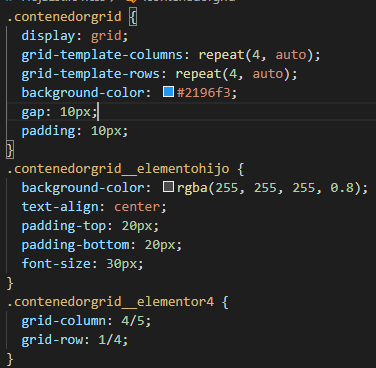 .contenedorgrid {
display: grid;
grid-template-columns: repeat(4, auto);
grid-template-rows: repeat(4, auto);
background-color: #2196f3;
gap: 10px;
padding: 10px;
}
.contenedorgrid__elementohijo {
background-color: rgba(255, 255, 255, 0.8);
text-align: center;
padding-top: 20px;
padding-bottom: 20px;
font-size: 30px;
}
.contenedorgrid__elementor4 {
grid-column: 4/5;
grid-row: 1/4;
}